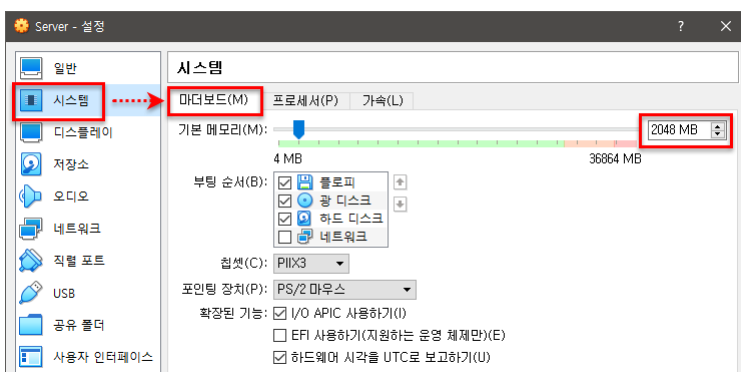 Server - 설정 ? ✕
일반
시스템
디스플레이
저장소
오디오
네트워크
직렬 포트
USB
공유 폴더
사용자 인터페이스
시스템
마더보드(M) 프로세서(P) 가속(L)
기본 메모리(M): 2048 MB
4 MB 36864 MB
부팅 순서(B): 플로피
광 디스크
하드 디스크
네트워크
칩셋(C): PIIX3
포인팅 장치(P): PS/2 마우스
확장된 기능: I/O APIC 사용하기(I)
EFI 사용하기(지원하는 운영 체제만)(E)
하드웨어 시각을 UTC로 보고하기(U)